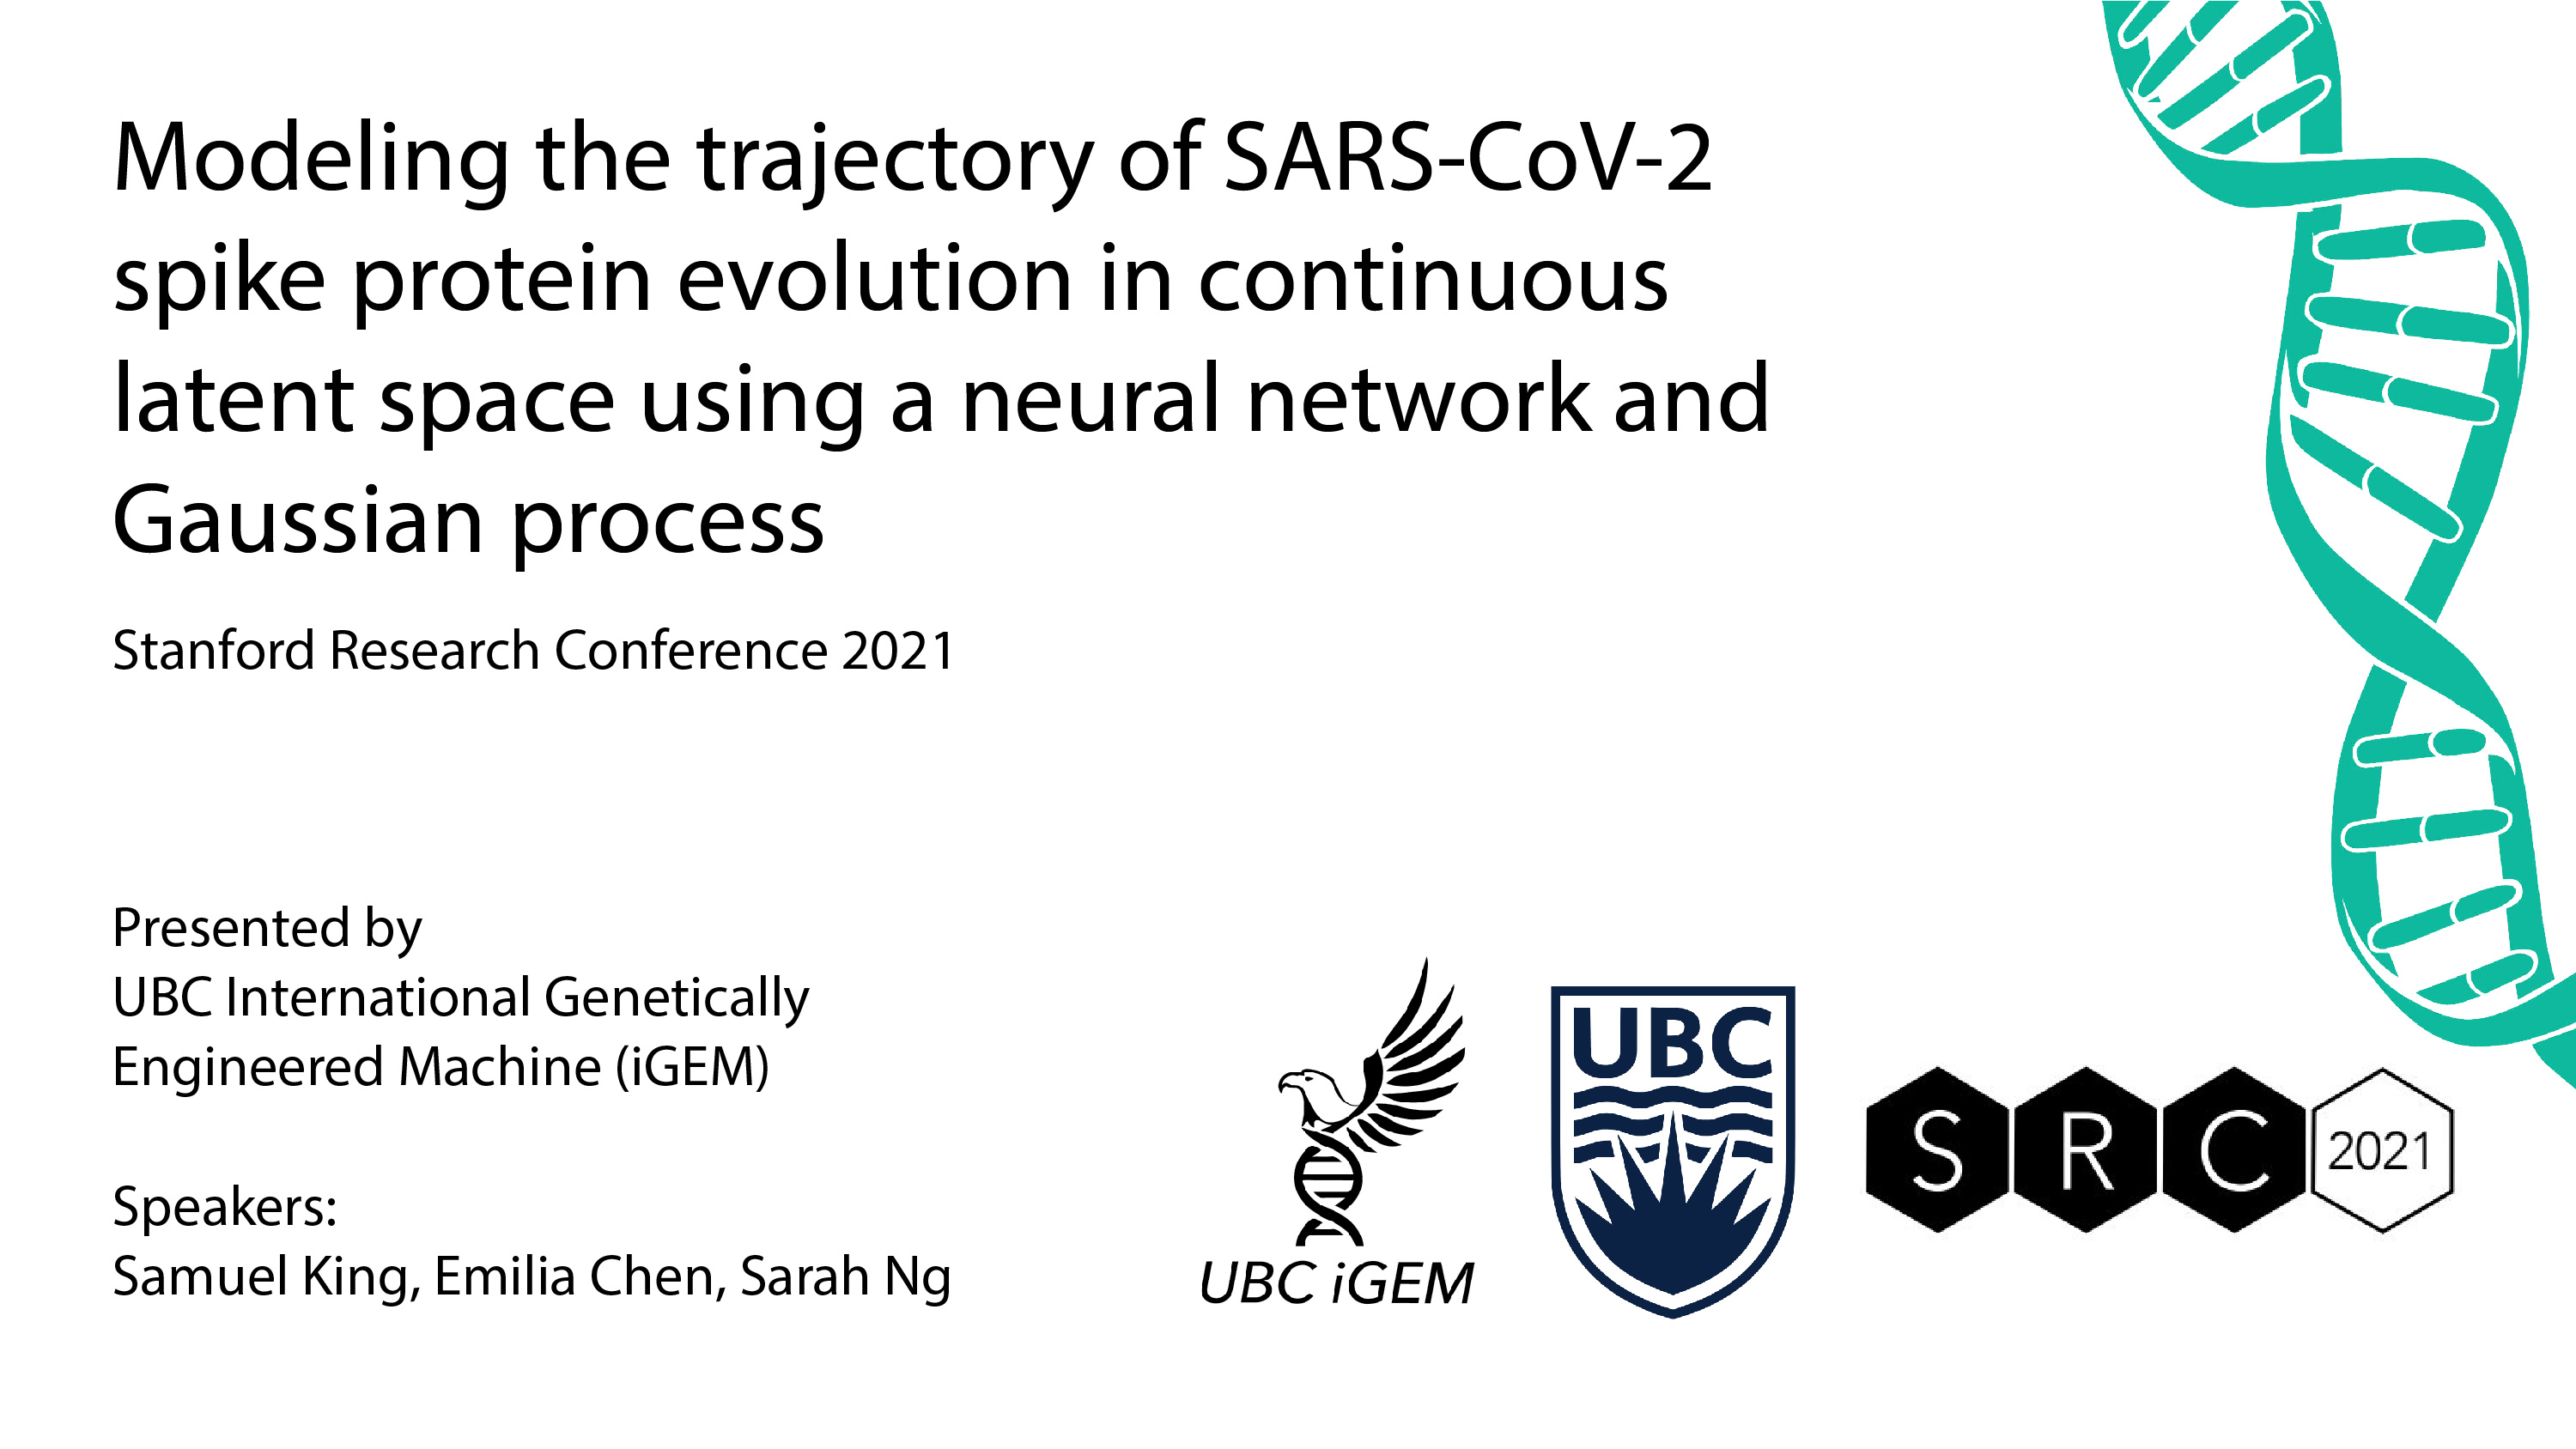 Modeling the trajectory of SARS-CoV-2
spike protein evolution in continuous
latent space using a neural network and
Gaussian process
Stanford Research Conference 2021
Presented by
UBC International Genetically
Engineered Machine (iGEM)
Speakers:
Samuel King, Emilia Chen, Sarah Ng
UBC iGEM
UBC
S R C 2021